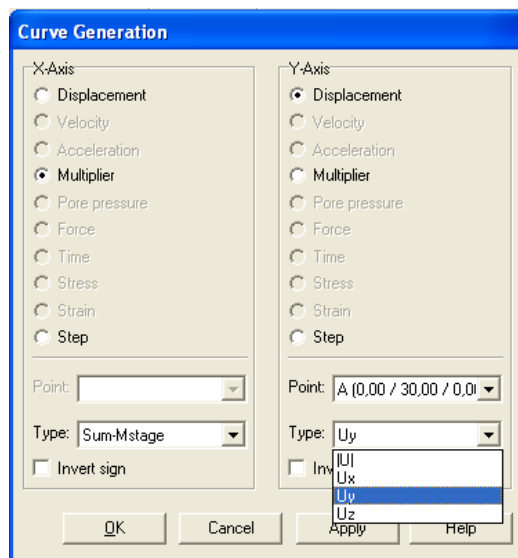 Curve Generation
X-Axis
Displacement
Velocity
Acceleration
Multiplier
Pore pressure
Force
Time
Stress
Strain
Step
Point:
Type: Sum-Mstage
Invert sign
Y-Axis
Displacement
Velocity
Acceleration
Multiplier
Pore pressure
Force
Time
Stress
Strain
Step
Point: A (0,00 / 30,00 / 0,0
Type: Uy
|U|
Ux
Uy
Uz
Inv
OK
Cancel
Apply
Help